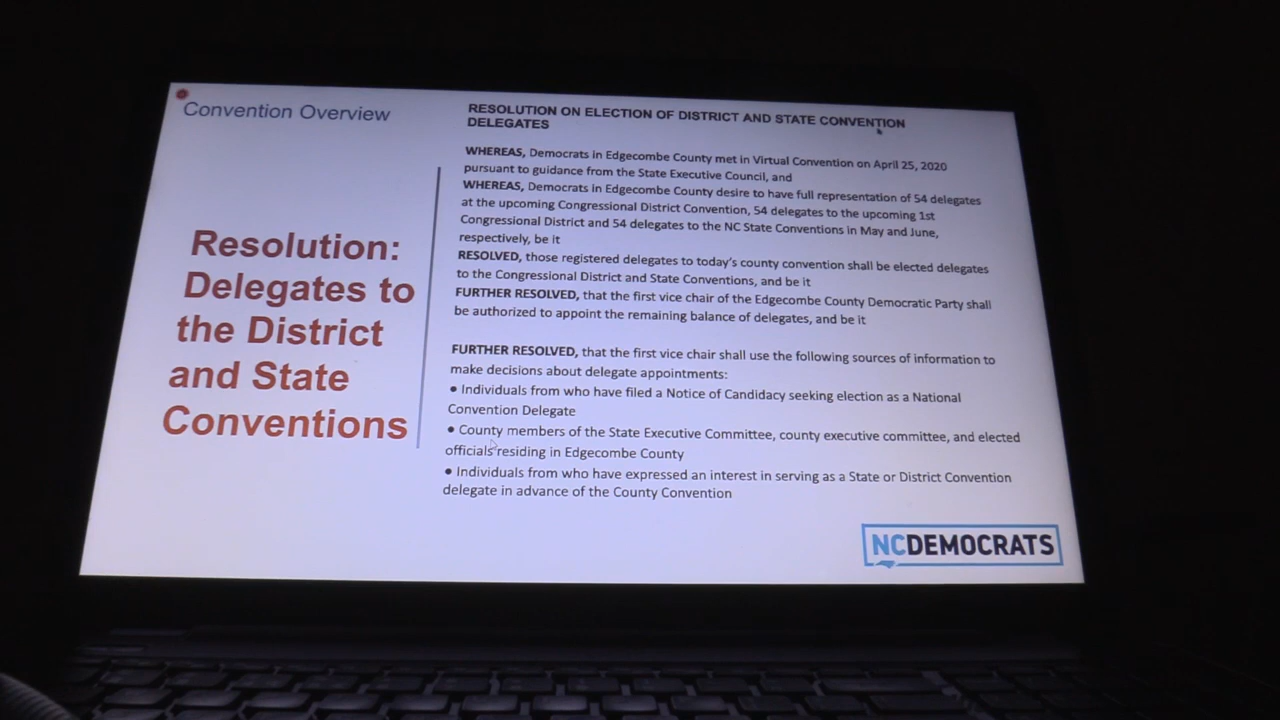 Convention Overview
Resolution:
Delegates to
the District
and State
Conventions
RESOLUTION ON ELECTION OF DISTRICT AND STATE CONVENTION
DELEGATES
WHEREAS, Democrats in Edgecombe County met in Virtual Convention on April 25, 2020
pursuant to guidance from the State Executive Council, and
WHEREAS, Democrats in Edgecombe County desire to have full representation of 54 delegates
at the upcoming Congressional District Convention, 54 delegates to the upcoming 1st
Congressional District and 54 delegates to the NC State Conventions in May and June,
respectively, be it
RESOLVED, those registered delegates to today's county convention shall be elected delegates
to the Congressional District and State Conventions, and be it
FURTHER RESOLVED, that the first vice chair of the Edgecombe County Democratic Party shall
be authorized to appoint the remaining balance of delegates, and be it
FURTHER RESOLVED, that the first vice chair shall use the following sources of information to
make decisions about delegate appointments:
• Individuals from who have filed a Notice of Candidacy seeking election as a National
Convention Delegate
• County members of the State Executive Committee, county executive committee, and elected
officials residing in Edgecombe County
• Individuals from who have expressed an interest in serving as a State or District Convention
delegate in advance of the County Convention
NCDEMOCRATS